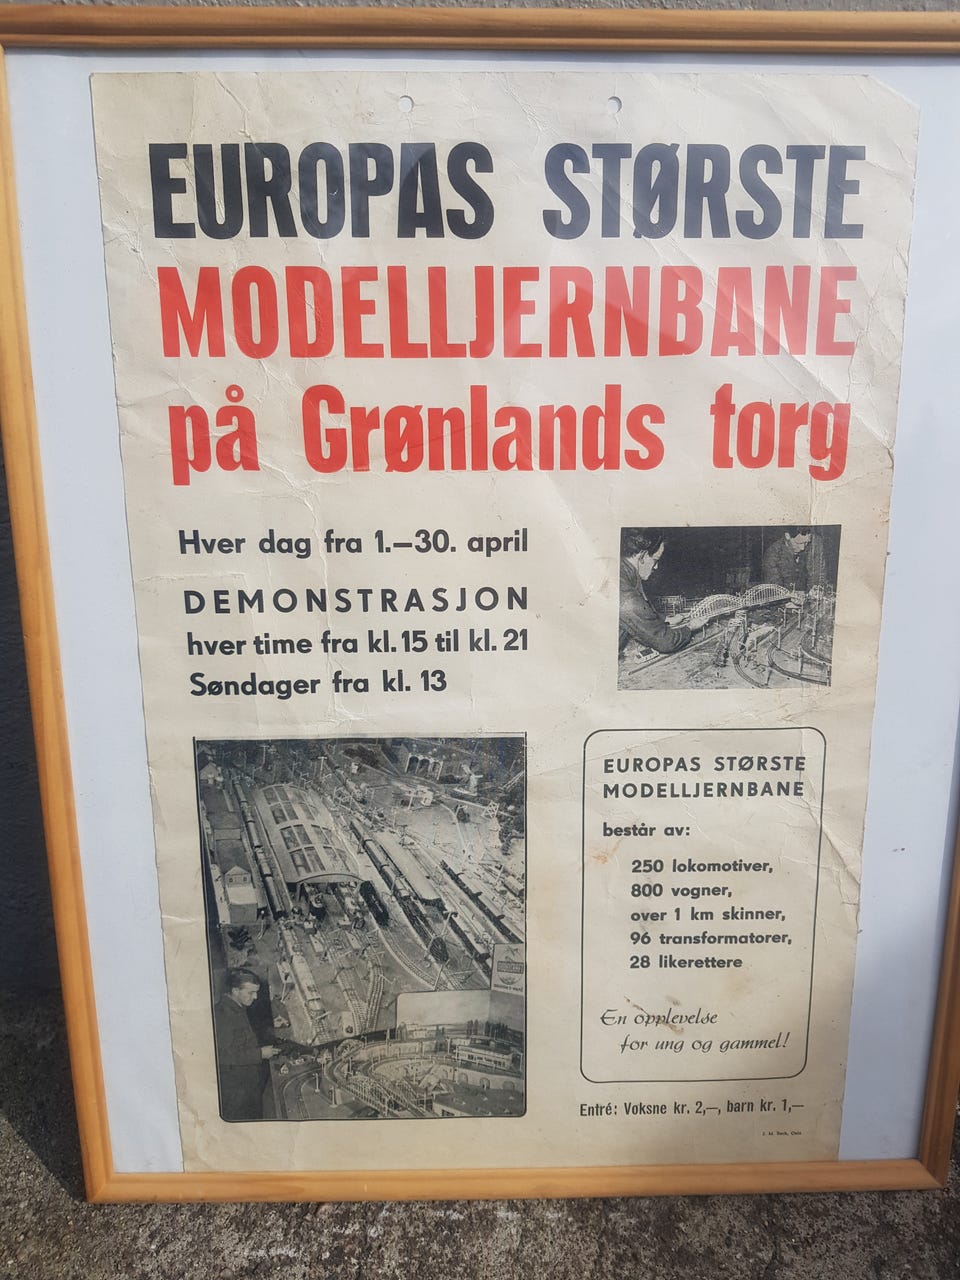 EUROPAS STØRSTE
MODELLJERNBANE
på Grønlands torg
Hver dag fra 1.—30. april
DEMONSTRASJON
hver time fra kl. 15 til kl. 21
Søndager fra kl. 13
EUROPAS STØRSTE
MODELLJERNBANE
består av:
250 lokomotiver,
800 vogner,
over 1 km skinner,
96 transformatorer,
28 likerettere
En opplevelse
for ung og gammel!
Entré: Voksne kr. 2,—, barn kr. 1,—